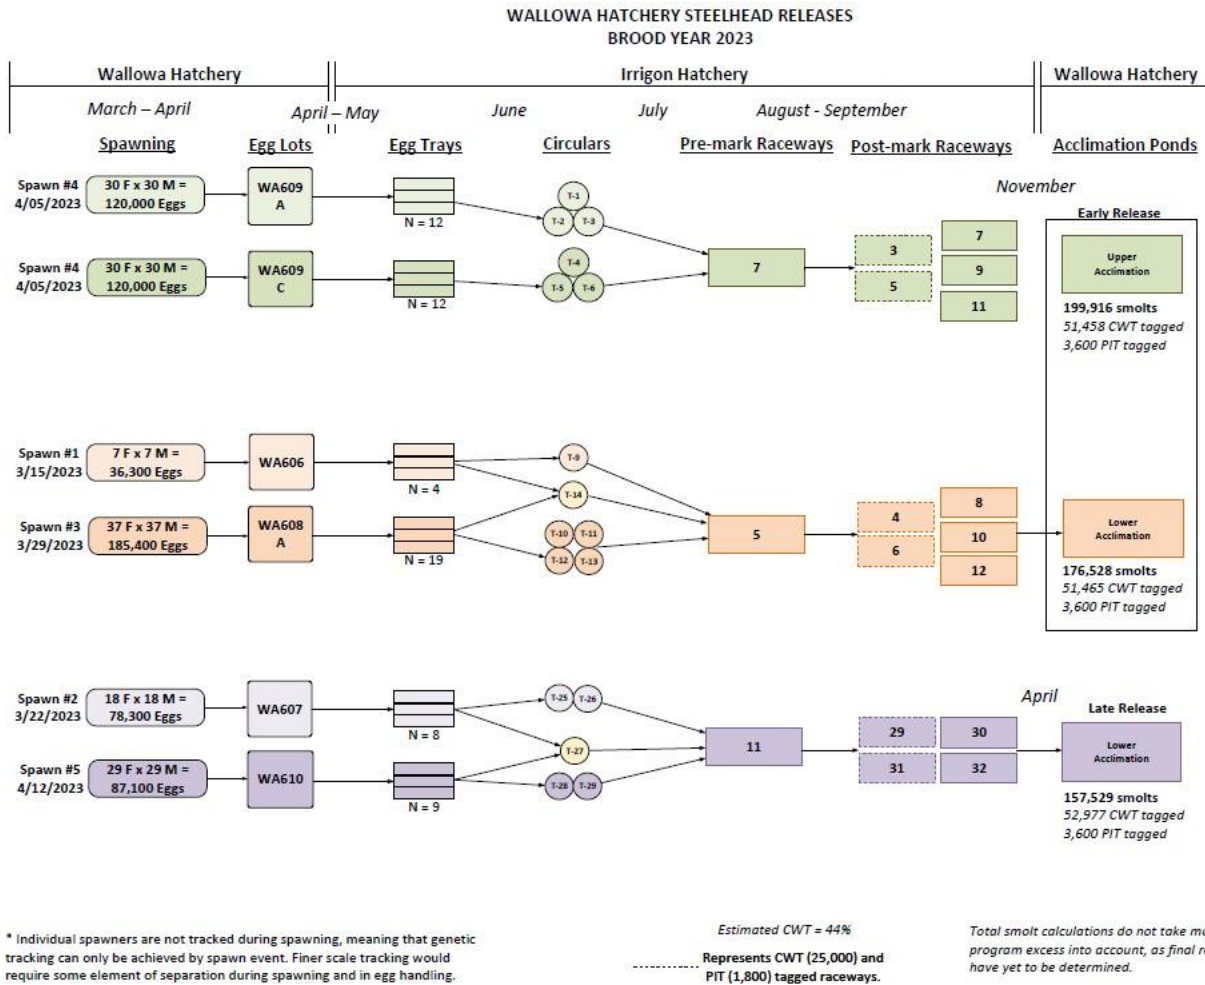 WALLOWA HATCHERY STEELHEAD RELEASES
BROOD YEAR 2023
Wallowa Hatchery
Irrigon Hatchery
Wallowa Hatchery
March – April
April – May
June
July
August - September
Spawning
Egg Lots
Egg Trays
Circulars
Pre-mark Raceways
Post-mark Raceways
Acclimation Ponds
November
Early Release
Spawn #4
4/05/2023
30 F x 30 M =
120,000 Eggs
WA609
A
N = 12
T-1
T-2
T-3
Spawn #4
4/05/2023
30 F x 30 M =
120,000 Eggs
WA609
C
N = 12
T-4
T-5
T-6
7
3
5
7
9
11
Upper
Acclimation
199,916 smolts
51,458 CWT tagged
3,600 PIT tagged
Spawn #1
3/15/2023
7 F x 7 M =
36,300 Eggs
WA606
N = 4
T-9
T-14
Spawn #3
3/29/2023
37 F x 37 M =
185,400 Eggs
WA608
A
N = 19
T-10
T-11
T-12
T-13
5
4
6
8
10
12
Lower
Acclimation
176,528 smolts
51,465 CWT tagged
3,600 PIT tagged
Spawn #2
3/22/2023
18 F x 18 M =
78,300 Eggs
WA607
N = 8
T-25
T-26
T-27
Spawn #5
4/12/2023
29 F x 29 M =
87,100 Eggs
WA610
N = 9
T-28
T-29
11
29
31
30
32
April
Late Release
Lower
Acclimation
157,529 smolts
52,977 CWT tagged
3,600 PIT tagged
* Individual spawners are not tracked during spawning, meaning that genetic
tracking can only be achieved by spawn event. Finer scale tracking would
require some element of separation during spawning and in egg handling.
Estimated CWT = 44%
Represents CWT (25,000) and
PIT (1,800) tagged raceways.
Total smolt calculations do not take
program excess into account, as final
have yet to be determined.